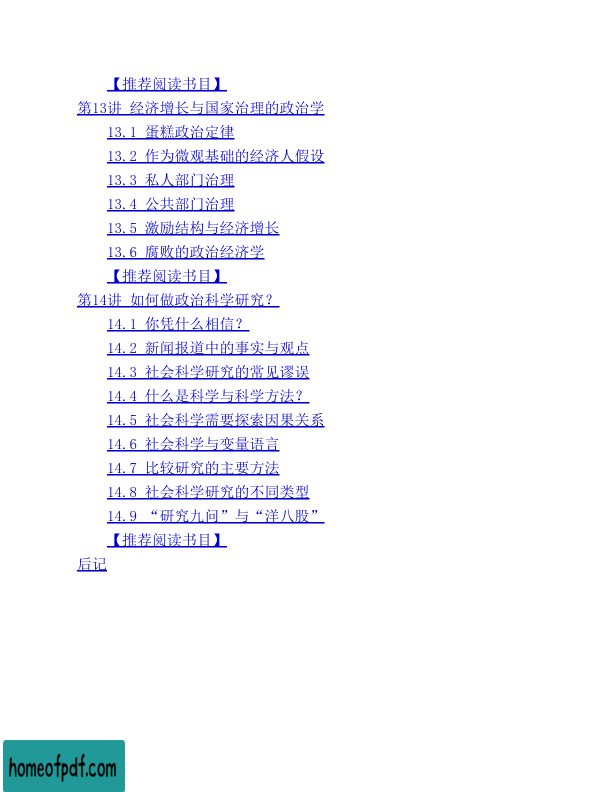 【推荐阅读书目】
第13讲 经济增长与国家治理的政治学
13.1 蛋糕政治定律
13.2 作为微观基础的经济人假设
13.3 私人部门治理
13.4 公共部门治理
13.5 激励结构与经济增长
13.6 腐败的政治经济学
【推荐阅读书目】
第14讲 如何做政治科学研究？
14.1 你凭什么相信？
14.2 新闻报道中的事实与观点
14.3 社会科学研究的常见谬误
14.4 什么是科学与科学方法？
14.5 社会科学需要探索因果关系
14.6 社会科学与变量语言
14.7 比较研究的主要方法
14.8 社会科学研究的不同类型
14.9 “研究九问”与“洋八股”
【推荐阅读书目】
后记
homeofpdf.com